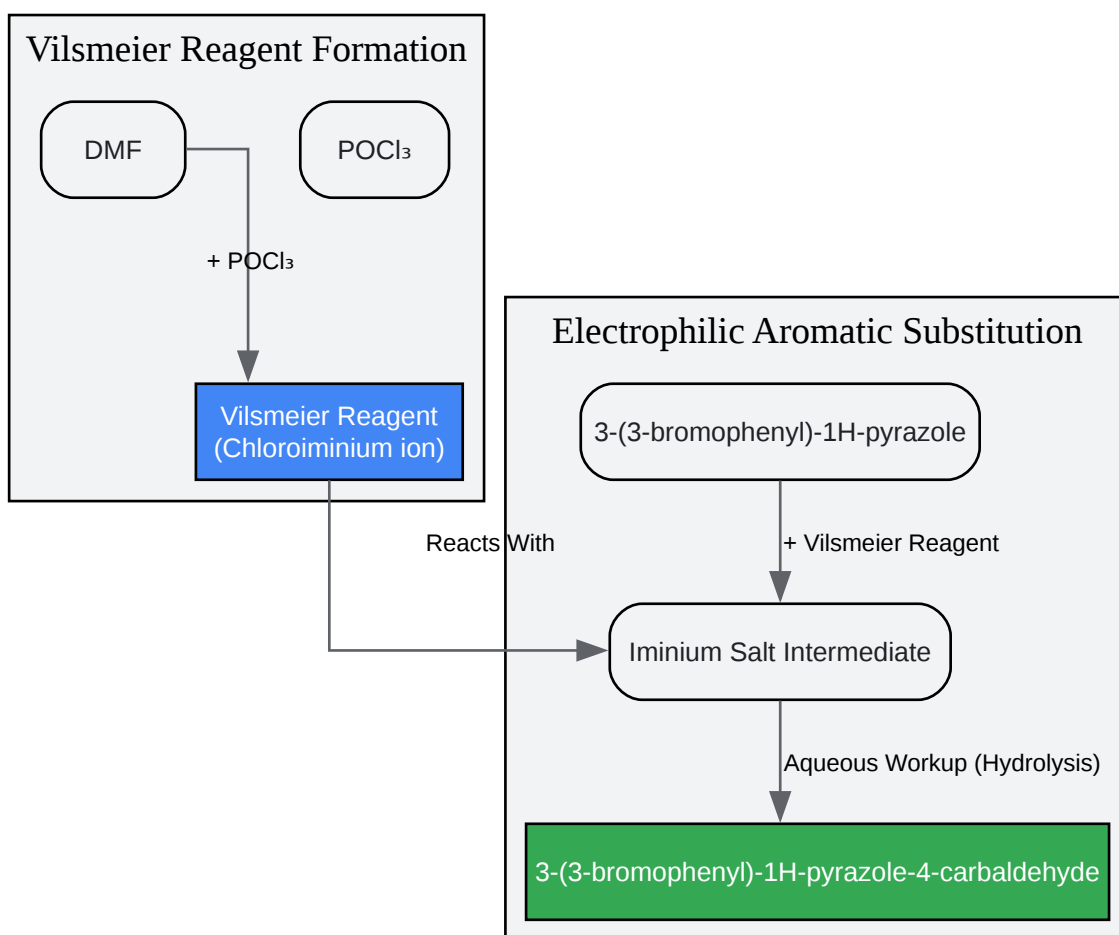 Vilsmeier Reagent Formation
DMF
POCl₃
+ POCl₃
Vilsmeier Reagent
(Chloroiminium ion)
Electrophilic Aromatic Substitution
3-(3-bromophenyl)-1H-pyrazole
Reacts With
+ Vilsmeier Reagent
Iminium Salt Intermediate
Aqueous Workup (Hydrolysis)
3-(3-bromophenyl)-1H-pyrazole-4-carbaldehyde